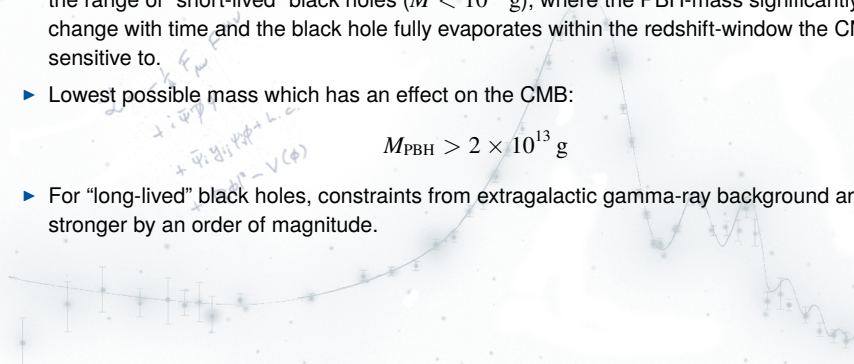 the range of "short-lived" black holes (M < 10 g), where the PBH-mass significantly
change with time and the black hole fully evaporates within the redshift-window the CM
sensitive to.
► Lowest possible mass which has an effect on the CMB:
M_PBH > 2 × 10^13 g
► For "long-lived" black holes, constraints from extragalactic gamma-ray background ar
stronger by an order of magnitude.
- V(φ)